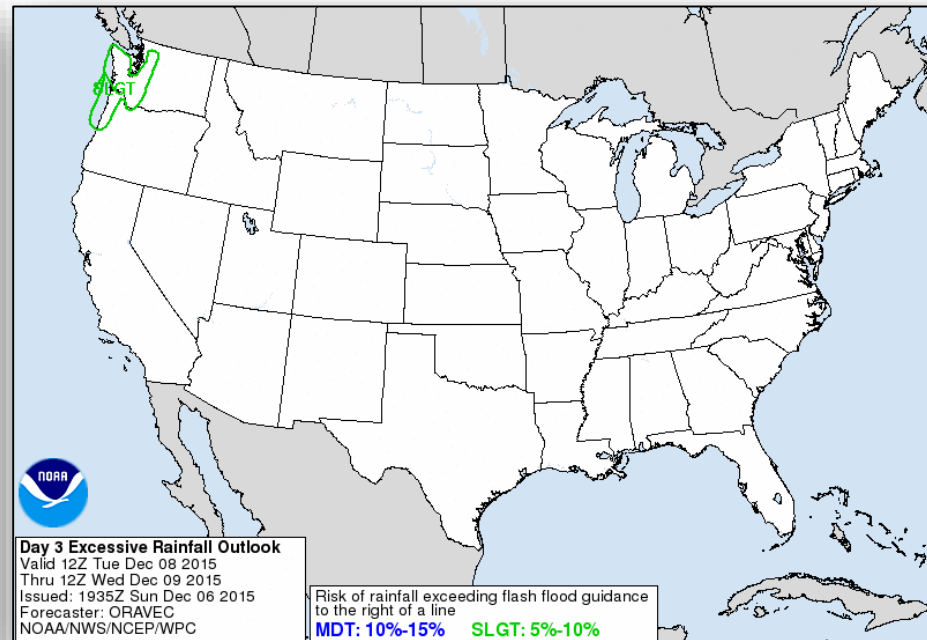 SLGT
NOAA
Day 3 Excessive Rainfall Outlook
Valid 12Z Tue Dec 08 2015
Thru 12Z Wed Dec 09 2015
Issued: 1935Z Sun Dec 06 2015
Forecaster: ORAVEC
NOAA/NWS/NCEP/WPC
Risk of rainfall exceeding flash flood guidance
to the right of a line
MDT: 10%-15% SLGT: 5%-10%